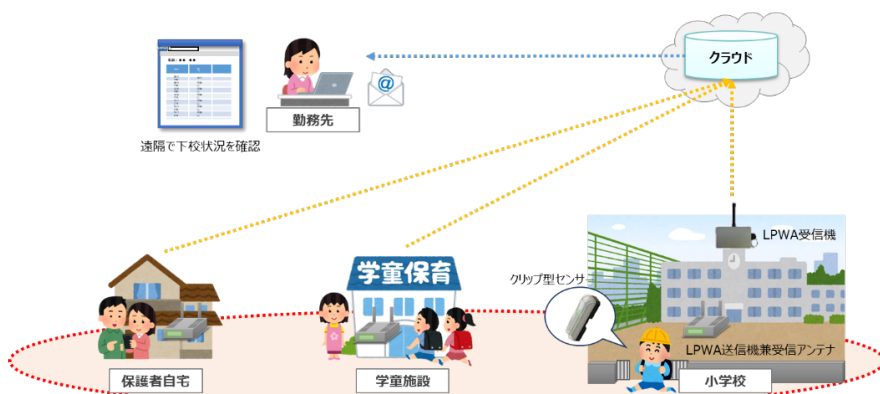 クラウド
@
勤務先
遠隔で下校状況を確認
LPWA受信機
学童保育
クリップ型センサ
LPWA送信機兼受信アンテナ
保護者自宅
学童施設
小学校